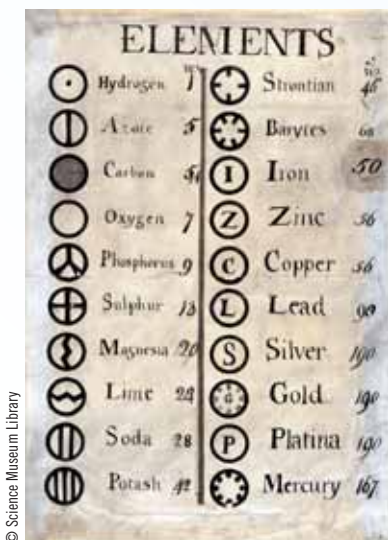 ELEMENTS
Hydrogen 1
Azote 5
Carbon 5
Oxygen 7
Phosphorus 9
Sulphur 13
Magnesia 20
Lime 24
Soda 28
Potash 42
Strontian 46
Barytes 68
I Iron 50
Z Zinc 56
C Copper 56
L Lead 90
S Silver 190
G Gold 190
P Platina 190
Mercury 167
© Science Museum Library